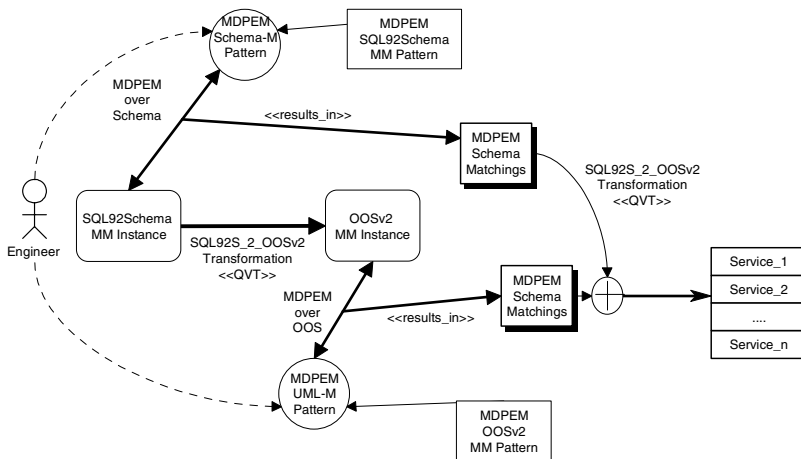 MDPEM
Schema-M
Pattern
MDPEM
SQL92Schema
MM Pattern
MDPEM
over
Schema
<<results_in>>
MDPEM
Schema
Matchings
SQL92S_2_OOSv2
Transformation
<<QVT>>
Engineer
SQL92Schema
MM Instance
SQL92S_2_OOSv2
Transformation
<<QVT>>
OOSv2
MM Instance
MDPEM
over
OOS
<<results_in>>
MDPEM
Schema
Matchings
Service_1
Service_2
....
Service_n
MDPEM
UML-M
Pattern
MDPEM
OOSv2
MM Pattern